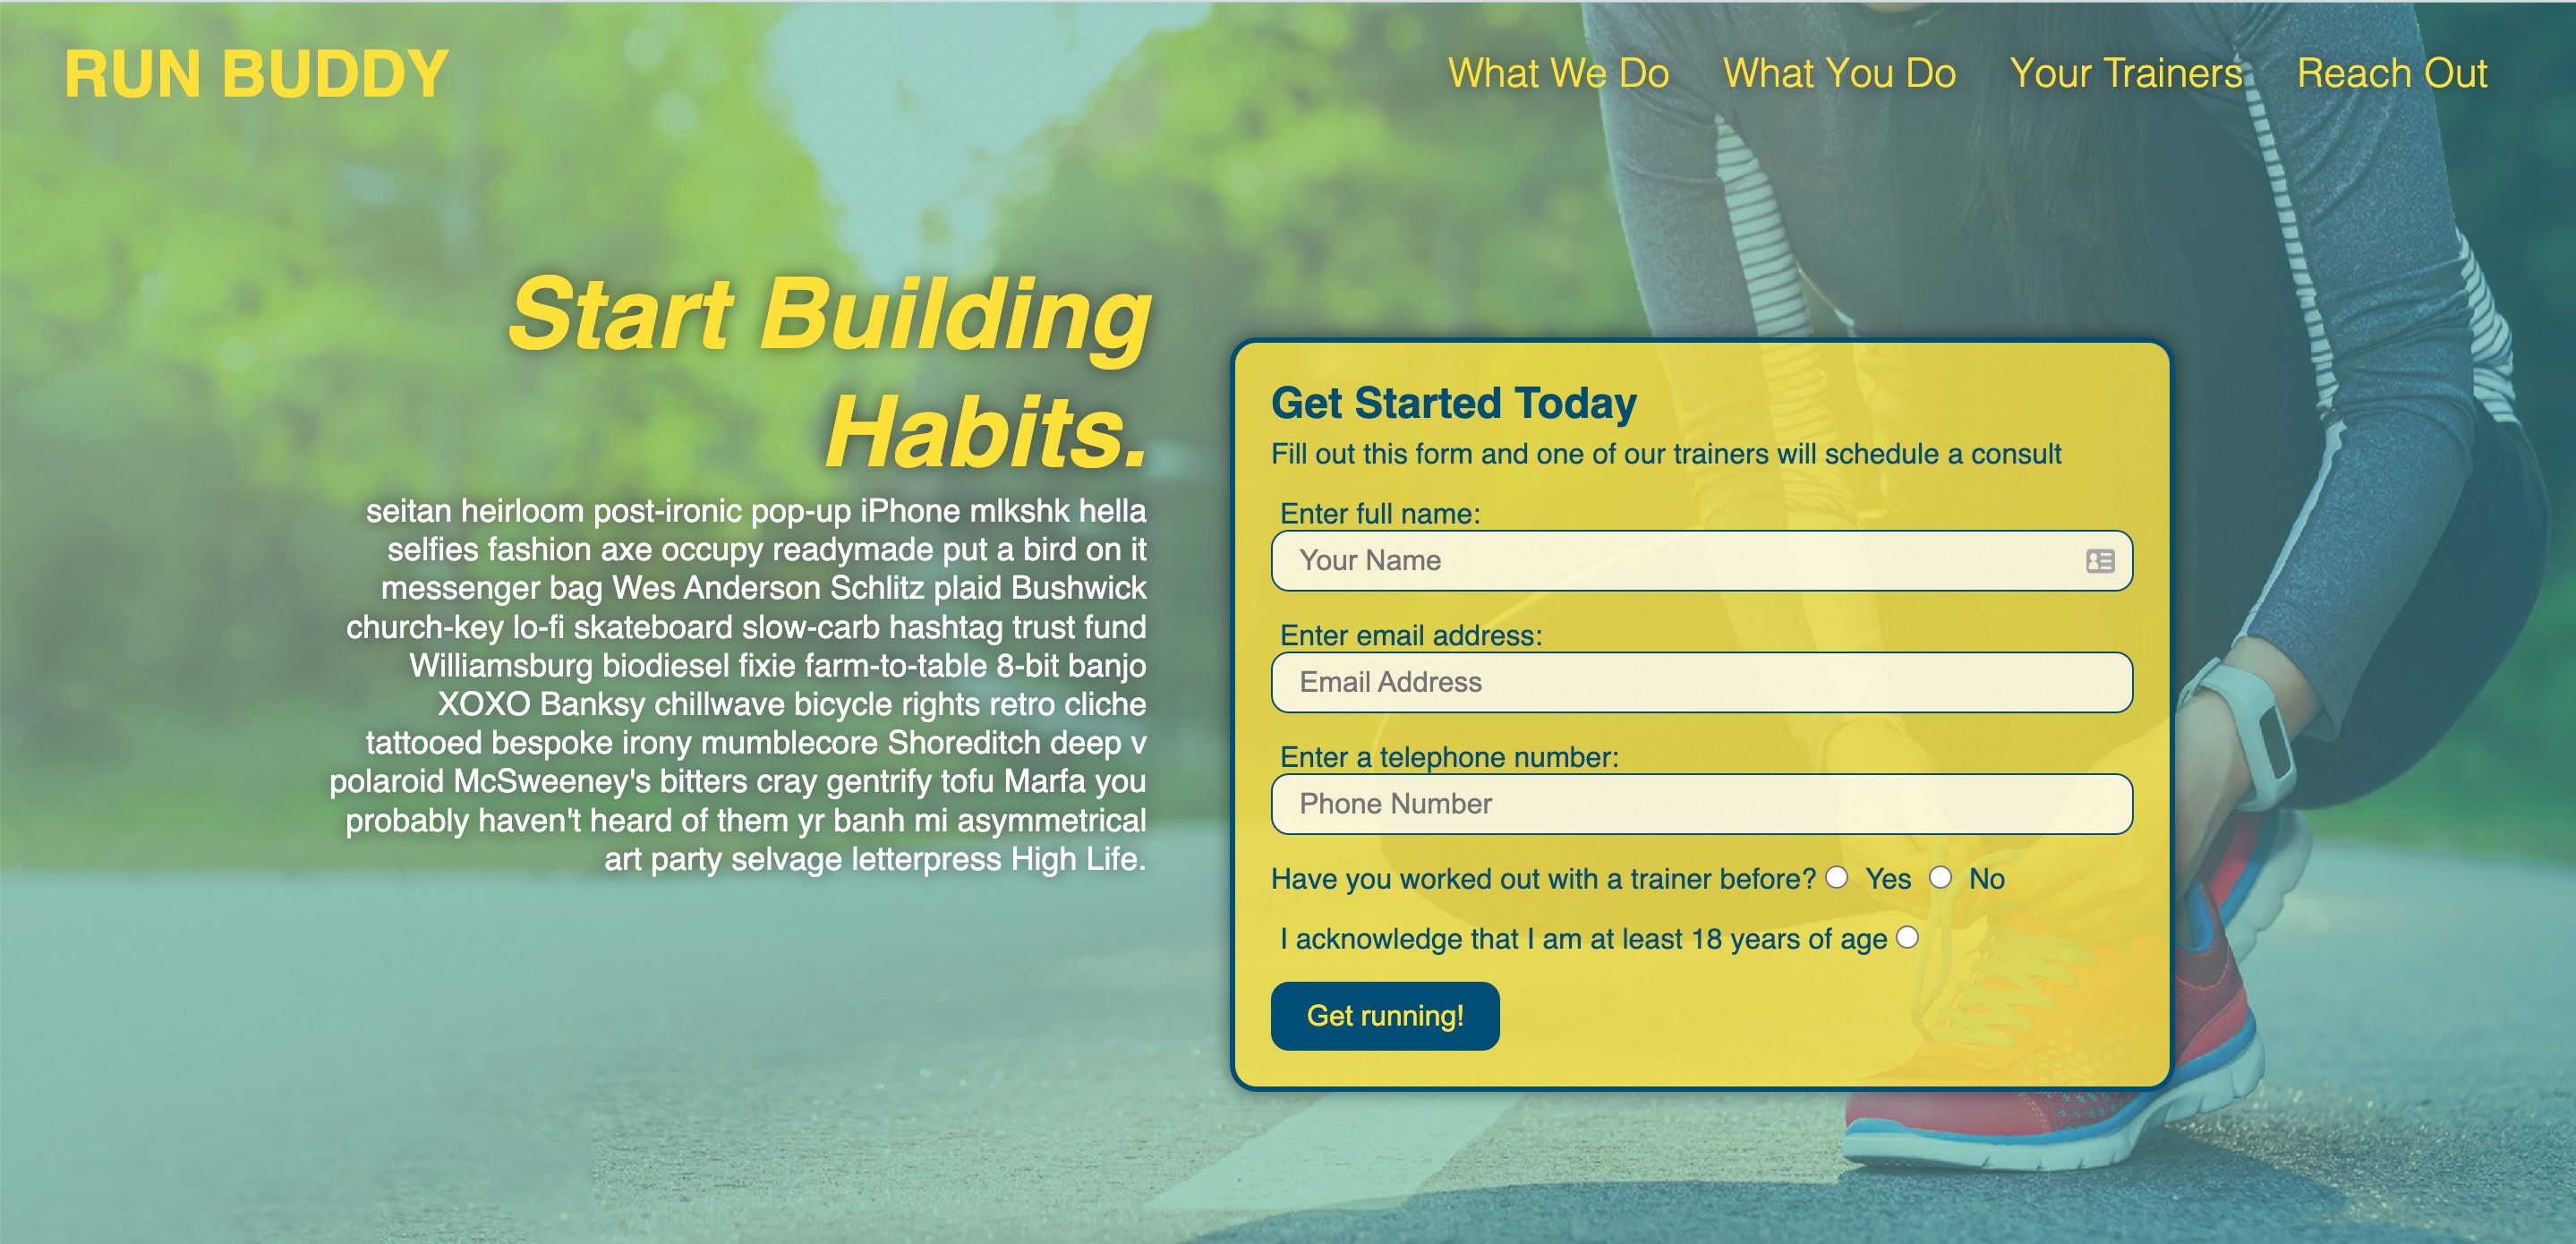 RUN BUDDY
What We Do What You Do Your Trainers Reach Out
Start Building
Habits.
seitan heirloom post-ironic pop-up iPhone mlkshk hella
selfies fashion axe occupy readymade put a bird on it
messenger bag Wes Anderson Schlitz plaid Bushwick
church-key lo-fi skateboard slow-carb hashtag trust fund
Williamsburg biodiesel fixie farm-to-table 8-bit banjo
XOXO Banksy chillwave bicycle rights retro cliche
tattooed bespoke irony mumblecore Shoreditch deep v
polaroid McSweeney's bitters cray gentrify tofu Marfa you
probably haven't heard of them yr banh mi asymmetrical
art party selvage letterpress High Life.
Get Started Today
Fill out this form and one of our trainers will schedule a consult
Enter full name:
Your Name
Enter email address:
Email Address
Enter a telephone number:
Phone Number
Have you worked out with a trainer before? Yes No
I acknowledge that I am at least 18 years of age
Get running!